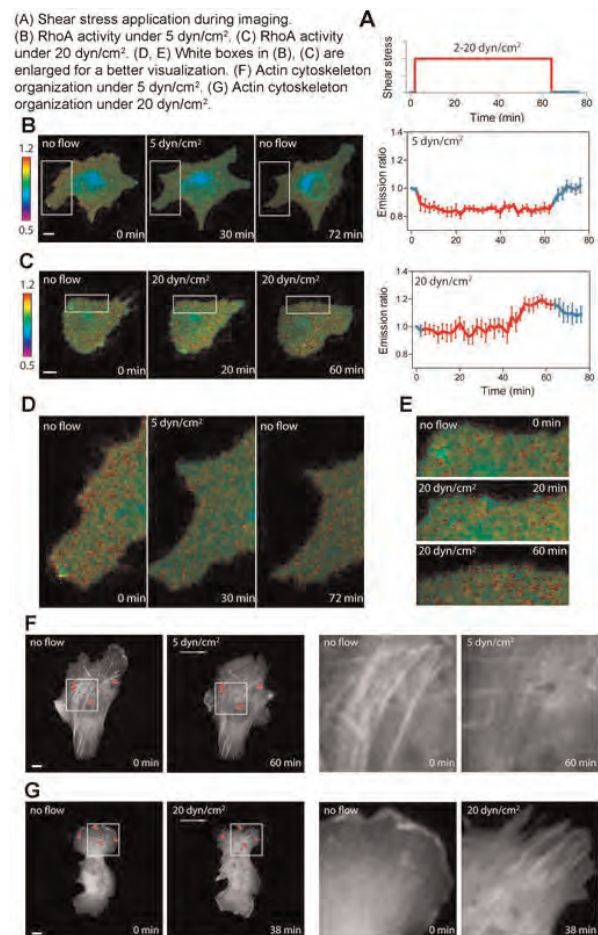 (A) Shear stress application during imaging.
(B) RhoA activity under 5 dyn/cm². (C) RhoA
activity under 20 dyn/cm². (D, E) White boxes in (B), (C) are
enlarged for a better visualization. (F) Actin cytoskeleton
organization under 5 dyn/cm². (G) Actin cytoskeleton
organization under 20 dyn/cm².
A
Shear stress
2-20 dyn/cm²
0 20 40 60 80
Time (min)
B
1.2
0.5
no flow
0 min
5 dyn/cm²
30 min
no flow
72 min
5 dyn/cm²
Emission ratio
1.4
1.2
1.0
0.8
0 20 40 60 80
Time (min)
C
1.2
0.5
no flow
0 min
20 dyn/cm²
20 min
20 dyn/cm²
60 min
20 dyn/cm²
Emission ratio
1.4
1.2
1.0
0 20 40 60 80
Time (min)
D
no flow
0 min
5 dyn/cm²
30 min
no flow
72 min
E
no flow
0 min
20 dyn/cm²
20 min
20 dyn/cm²
60 min
F
no flow
0 min
5 dyn/cm²
60 min
no flow
0 min
5 dyn/cm²
60 min
G
no flow
0 min
20 dyn/cm²
38 min
no flow
0 min
20 dyn/cm²
38 min